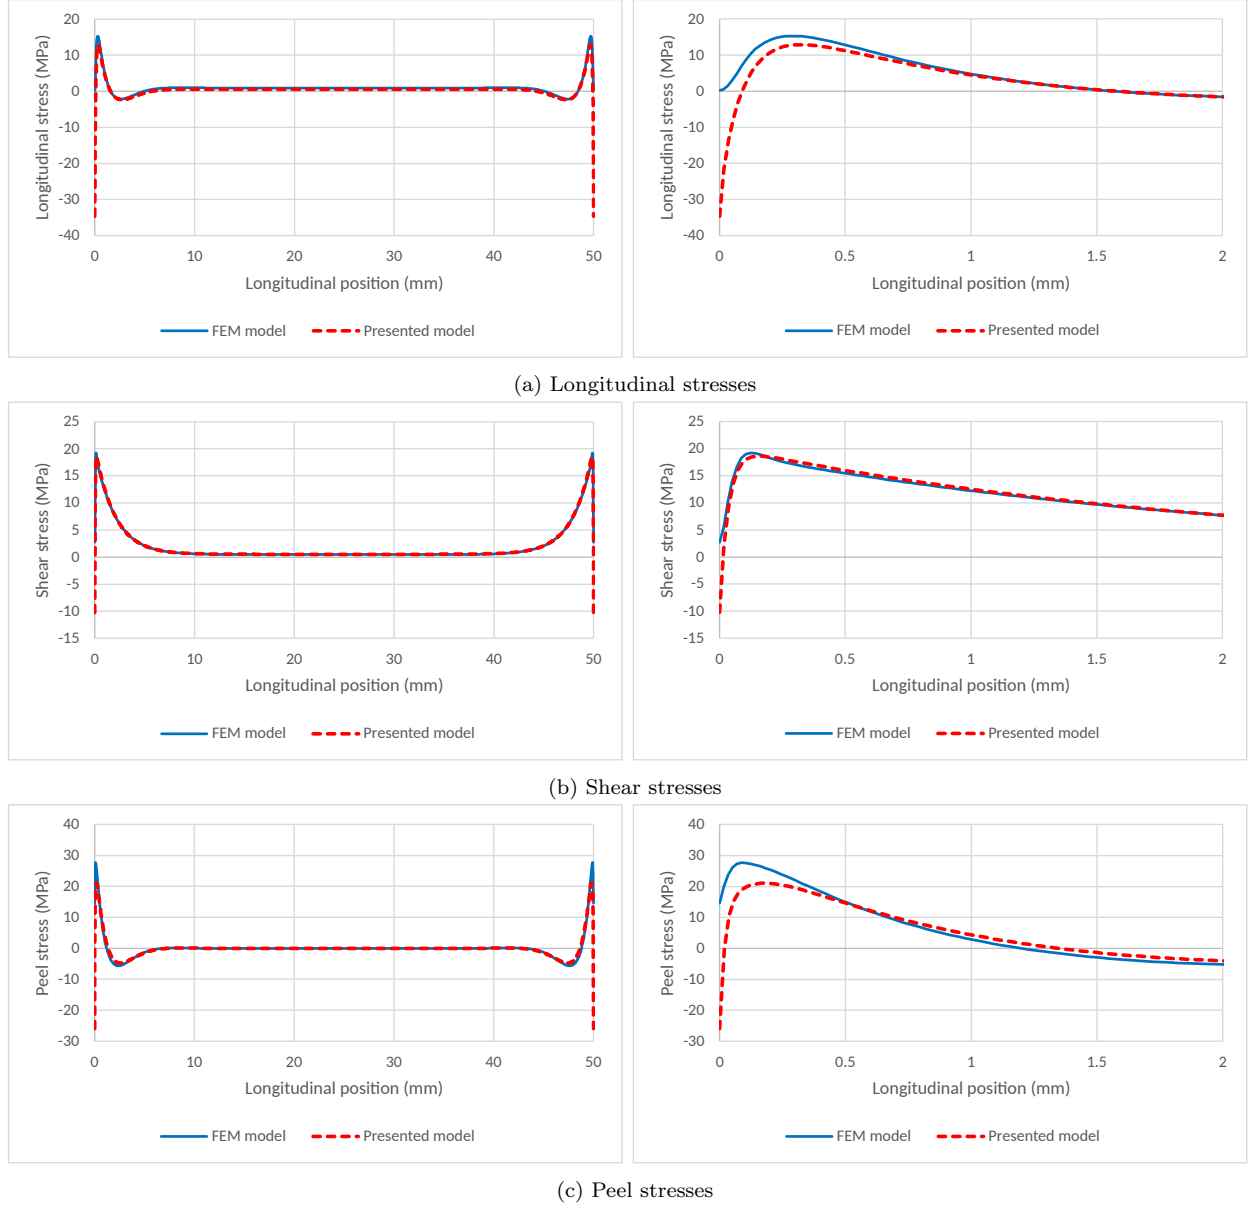 20
10
0
-10
-20
-30
-40
Longitudinal stress (MPa)
0 10 20 30 40 50
Longitudinal position (mm)
FEM model Presented model
20
10
0
-10
-20
-30
-40
Longitudinal stress (MPa)
0 0.5 1 1.5 2
Longitudinal position (mm)
FEM model Presented model
(a) Longitudinal stresses
25
20
15
10
5
0
-5
-10
-15
Shear stress (MPa)
0 10 20 30 40 50
Longitudinal position (mm)
FEM model Presented model
25
20
15
10
5
0
-5
-10
-15
Shear stress (MPa)
0 0.5 1 1.5 2
Longitudinal position (mm)
FEM model Presented model
(b) Shear stresses
40
30
20
10
0
-10
-20
-30
Peel stress (MPa)
0 10 20 30 40 50
Longitudinal position (mm)
FEM model Presented model
40
30
20
10
0
-10
-20
-30
Peel stress (MPa)
0 0.5 1 1.5 2
Longitudinal position (mm)
FEM model Presented model
(c) Peel stresses